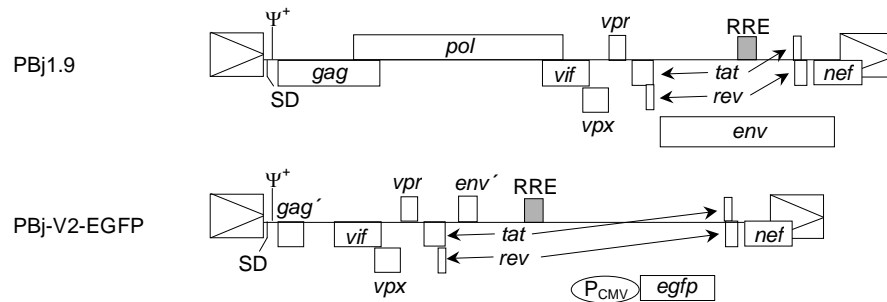 Ψ+
vpr
RRE
pol
PBj1.9
gag
vif
tat
nef
SD
rev
vpx
env
Ψ+
gag´
vpr
env´
RRE
PBj-V2-EGFP
vif
tat
nef
SD
rev
vpx
PCMV
egfp